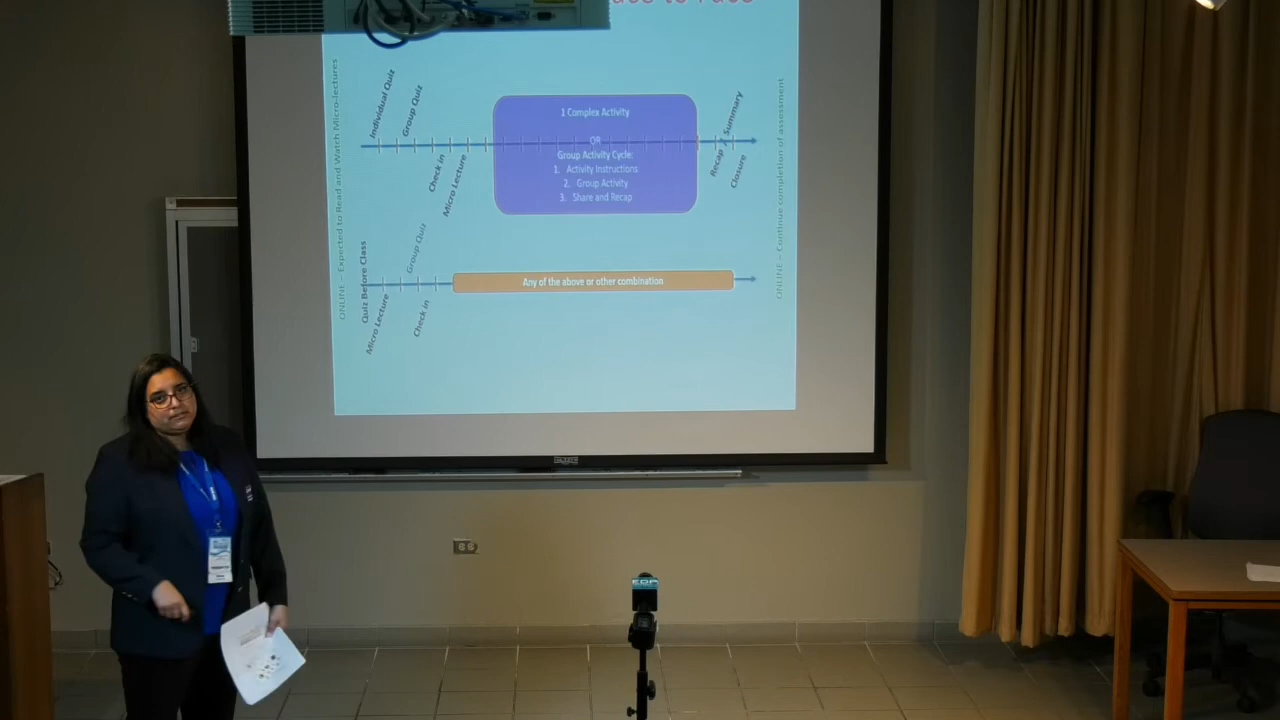 Face to Face
ONLINE – Expected to Read and Watch Micro-lectures
Individual Quiz
Group Quiz
Check in
Micro Lecture
1 Complex Activity
OR
Group Activity Cycle:
1. Activity Instructions
2. Group Activity
3. Share and Recap
Recap / Summary
Closure
Quiz Before Class
Micro Lecture
Group Quiz
Check in
Any of the above or other combination
ONLINE – Continue completion of assessment